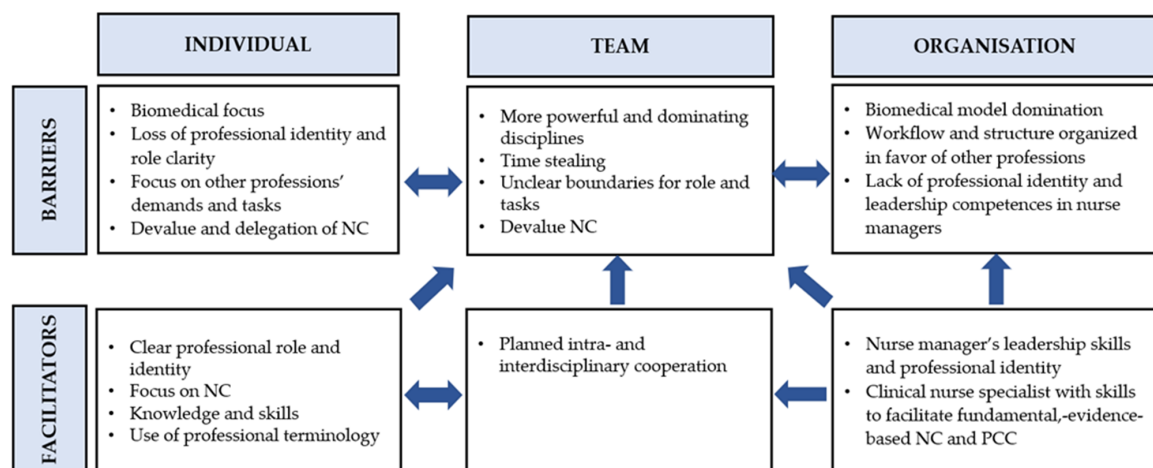 INDIVIDUAL
TEAM
ORGANISATION
BARRIERS
• Biomedical focus
• Loss of professional identity and
role clarity
• Focus on other professions’
demands and tasks
• Devalue and delegation of NC
• More powerful and dominating
disciplines
• Time stealing
• Unclear boundaries for role and
tasks
• Devalue NC
• Biomedical model domination
• Workflow and structure organized
in favor of other professions
• Lack of professional identity and
leadership competences in nurse
managers
FACILITATORS
• Clear professional role and
identity
• Focus on NC
• Knowledge and skills
• Use of professional terminology
• Planned intra- and
interdisciplinary cooperation
• Nurse manager’s leadership skills
and professional identity
• Clinical nurse specialist with skills
to facilitate fundamental,-evidence-
based NC and PCC